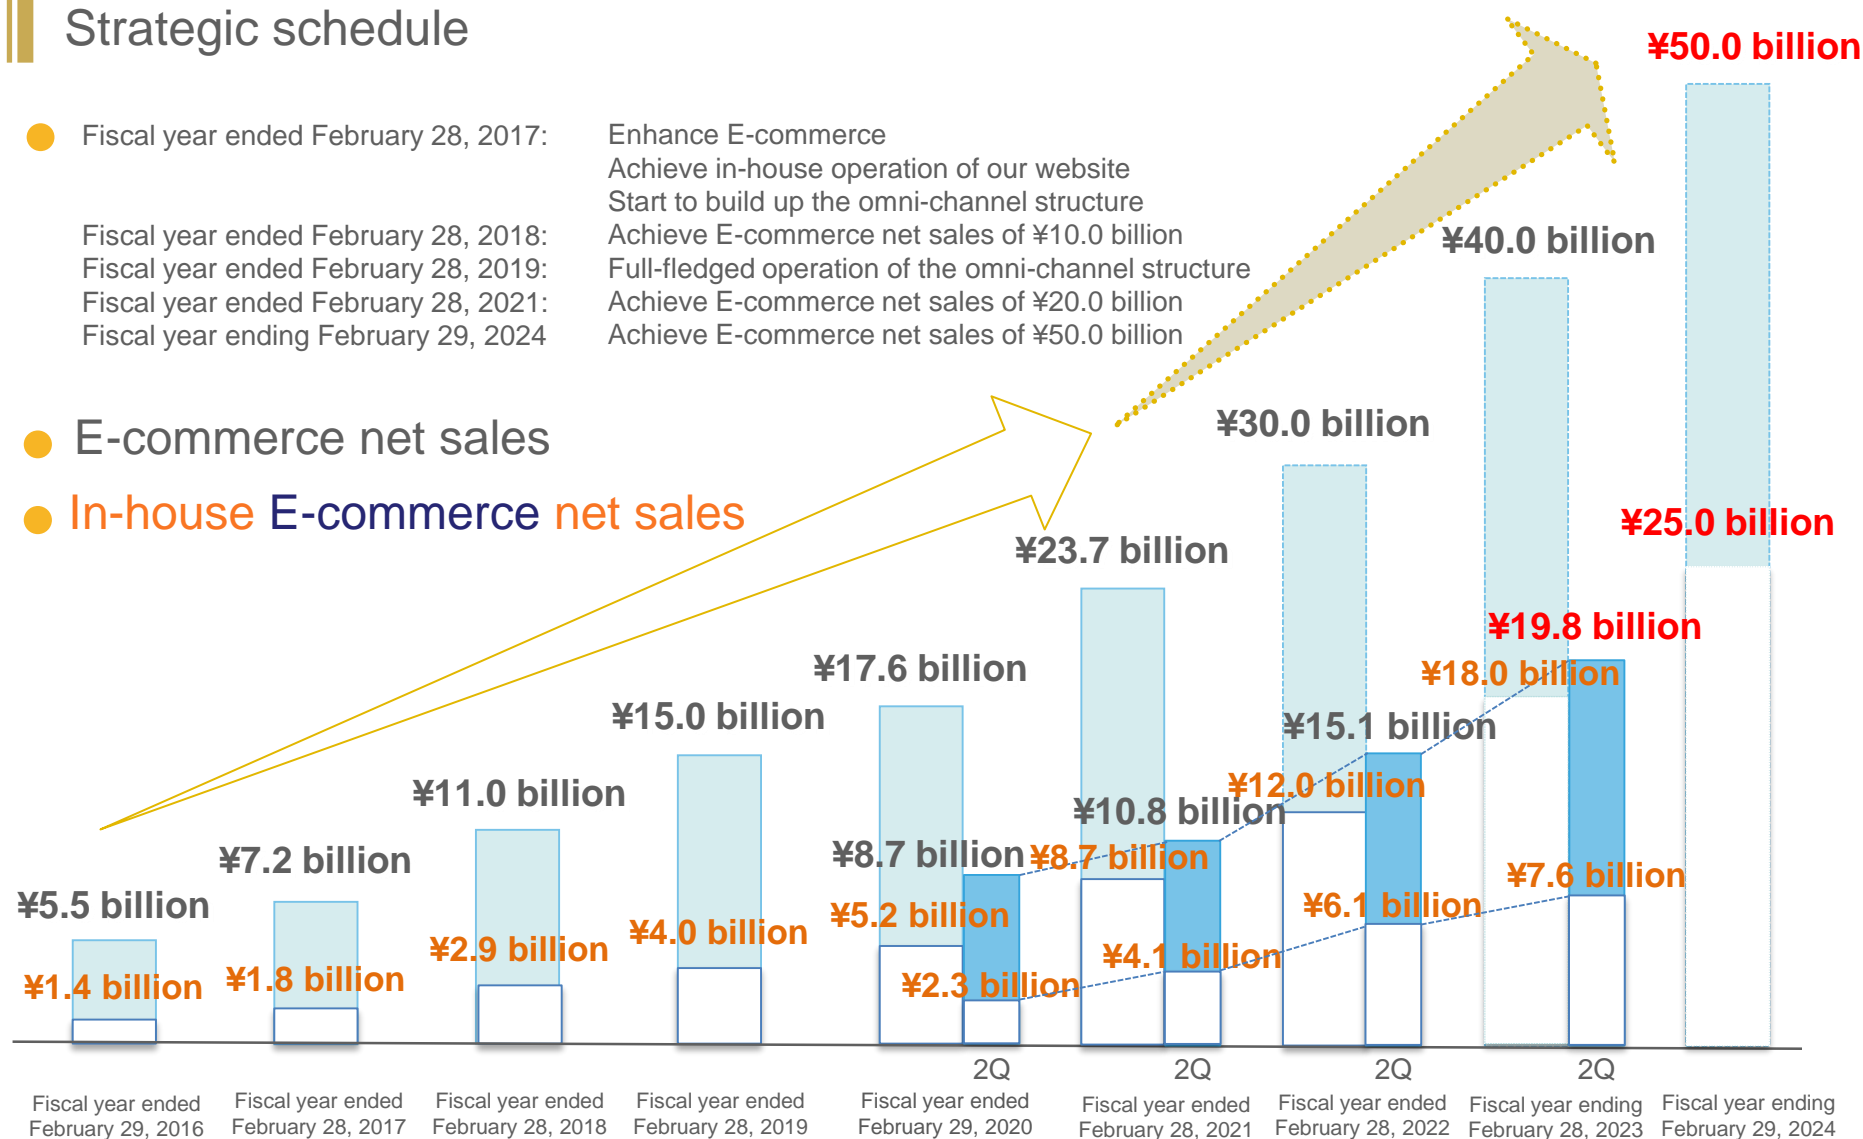 Strategic schedule
Fiscal year ended February 28, 2017: Enhance E-commerce
Achieve in-house operation of our website
Start to build up the omni-channel structure
Fiscal year ended February 28, 2018: Achieve E-commerce net sales of ¥10.0 billion
Fiscal year ended February 28, 2019: Full-fledged operation of the omni-channel structure
Fiscal year ended February 28, 2021: Achieve E-commerce net sales of ¥20.0 billion
Fiscal year ending February 29, 2024 Achieve E-commerce net sales of ¥50.0 billion
E-commerce net sales
In-house E-commerce net sales
¥5.5 billion
¥1.4 billion
¥7.2 billion
¥1.8 billion
¥11.0 billion
¥2.9 billion
¥15.0 billion
¥4.0 billion
¥17.6 billion
¥5.2 billion
¥8.7 billion
¥2.3 billion
¥23.7 billion
¥8.7 billion
¥10.8 billion
¥4.1 billion
¥30.0 billion
¥12.0 billion
¥15.1 billion
¥6.1 billion
¥40.0 billion
¥18.0 billion
¥19.8 billion
¥7.6 billion
¥50.0 billion
¥25.0 billion
2Q
2Q
2Q
2Q
Fiscal year ended
February 29, 2016
Fiscal year ended
February 28, 2017
Fiscal year ended
February 28, 2018
Fiscal year ended
February 28, 2019
Fiscal year ended
February 29, 2020
Fiscal year ended
February 28, 2021
Fiscal year ended
February 28, 2022
Fiscal year ending
February 28, 2023
Fiscal year ending
February 29, 2024